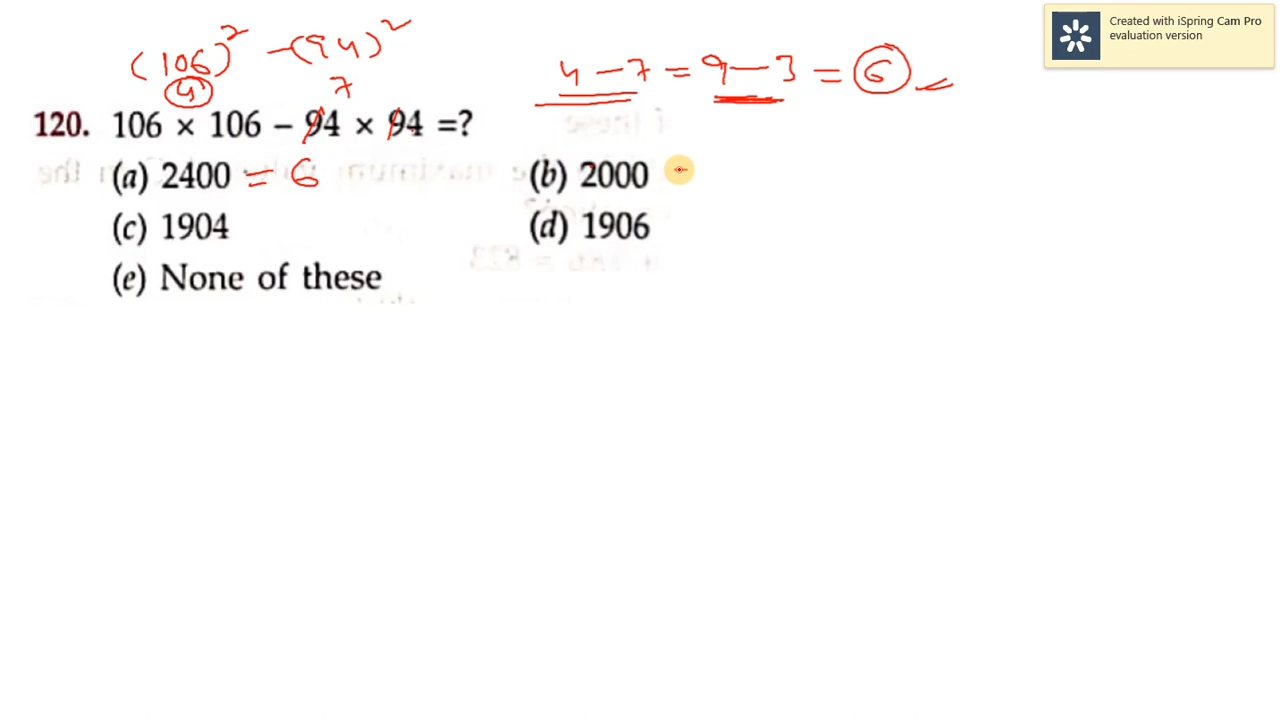 Created with iSpring Cam Pro
evaluation version
(106)² - (94)²
4
7
4 - 7 = 9 - 3 = 6
120. 106 × 106 - 94 × 94 =?
(a) 2400 = 6 (b) 2000
(c) 1904 (d) 1906
(e) None of these